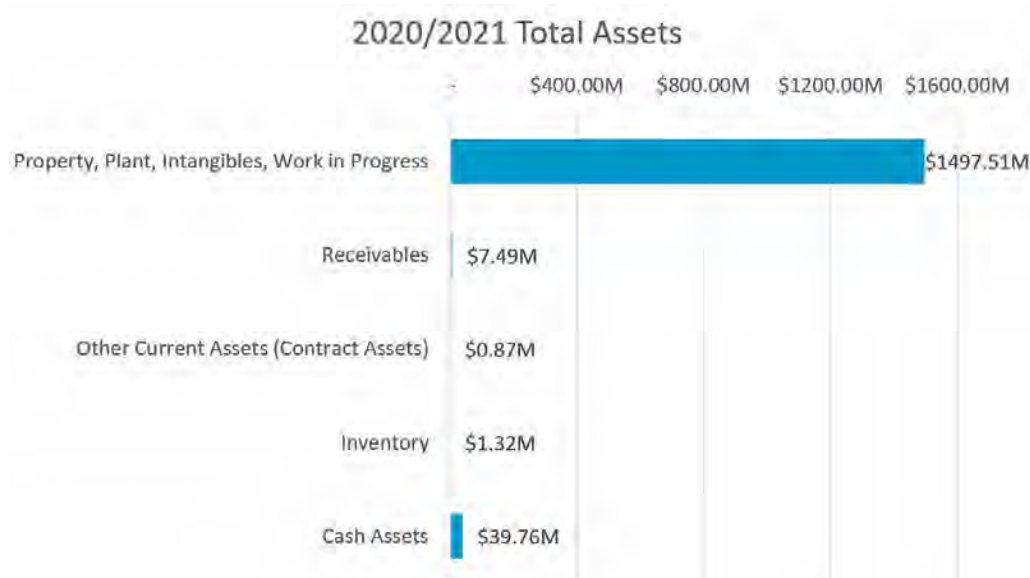 2020/2021 Total Assets
- $400.00M $800.00M $1200.00M $1600.00M
Property, Plant, Intangibles, Work in Progress $1497.51M
Receivables $7.49M
Other Current Assets (Contract Assets) $0.87M
Inventory $1.32M
Cash Assets $39.76M